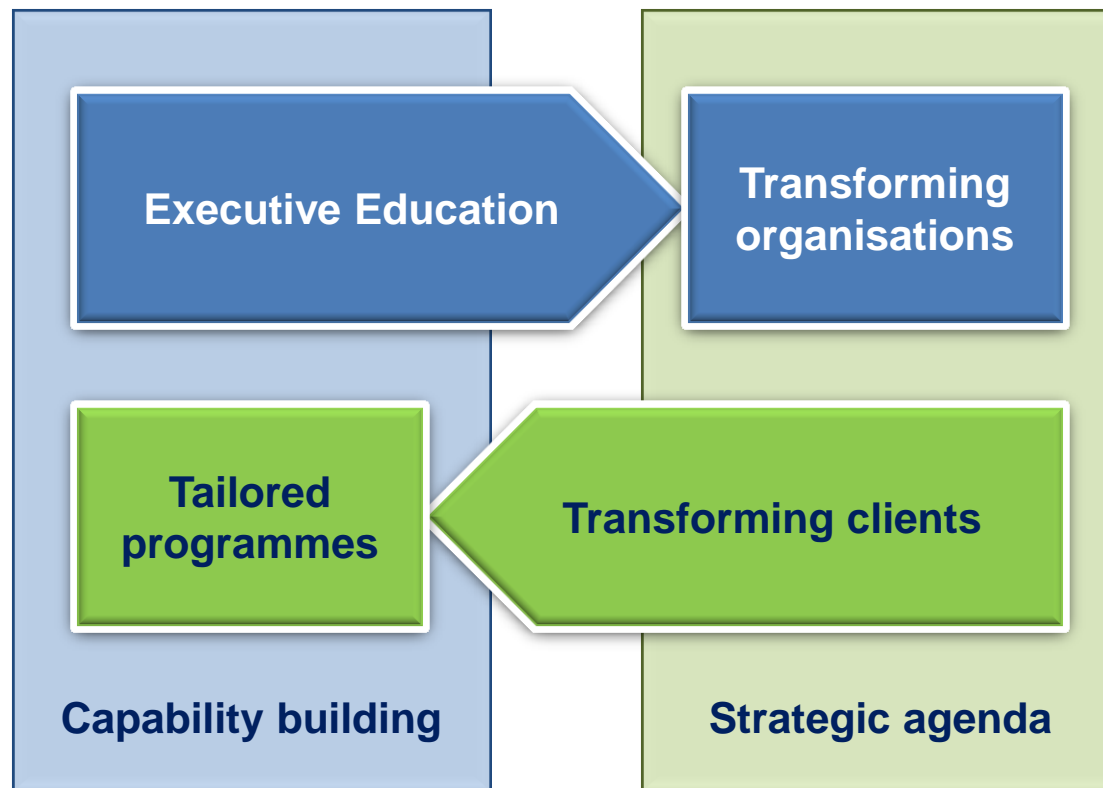 Executive Education
Transforming
organisations
Tailored
programmes
Transforming clients
Capability building
Strategic agenda